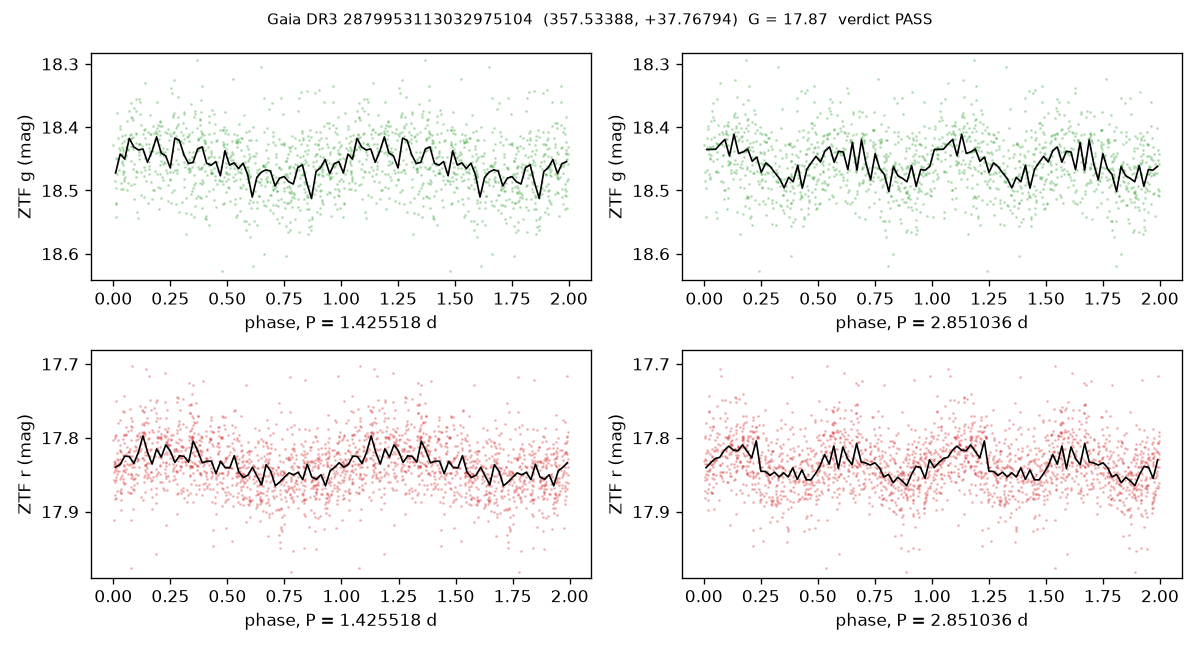 Gaia DR3 2879953113032975104  (357.53388, +37.76794)  G = 17.87  verdict PASS
ZTF g (mag)
18.3
18.4
18.5
18.6
0.00 0.25 0.50 0.75 1.00 1.25 1.50 1.75 2.00
phase, P = 1.425518 d
ZTF g (mag)
18.3
18.4
18.5
18.6
0.00 0.25 0.50 0.75 1.00 1.25 1.50 1.75 2.00
phase, P = 2.851036 d
ZTF r (mag)
17.7
17.8
17.9
0.00 0.25 0.50 0.75 1.00 1.25 1.50 1.75 2.00
phase, P = 1.425518 d
ZTF r (mag)
17.7
17.8
17.9
0.00 0.25 0.50 0.75 1.00 1.25 1.50 1.75 2.00
phase, P = 2.851036 d